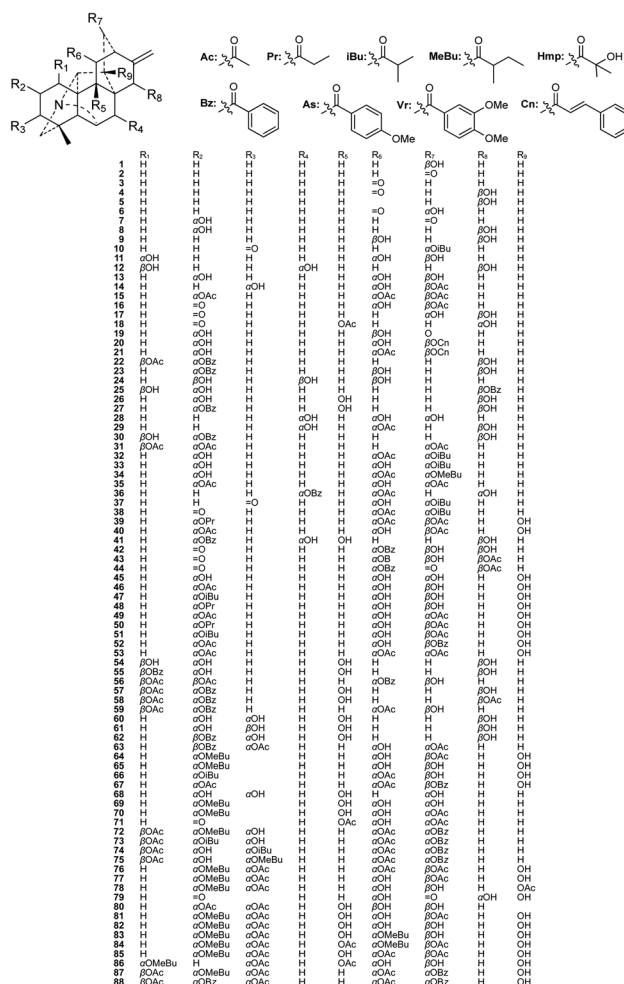 R7
R6
R1
R9
R2
N
R5
R8
R3
R4
Ac: O
Pr: O
iBu: O
MeBu: O
Hmp: O OH
Bz: O
As: O OMe
Vr: O OMe OMe
Cn: O
R1 R2 R3 R4 R5 R6 R7 R8 R9
1 H H H H H H βOH H H
2 H H H H H H =O H H
3 H H H H H =O H H H
4 H H H H H =O H βOH H
5 H H H H H H H βOH H
6 H H H H H =O αOH H H
7 H αOH H H H H =O H H
8 H αOH H H H H H βOH H
9 H H H H H βOH H βOH H
10 H H =O H H H αOiBu H H
11 αOH H H H H αOH βOH H H
12 βOH H H αOH H H H βOH H
13 H αOH H H H αOH βOH H H
14 H H αOH H H αOH βOAc H H
15 H αOAc H H H αOAc βOAc H H
16 H =O H H H αOH βOAc H H
17 H =O H H H H αOH βOH H
18 H =O H H OAc H H αOH H
19 H αOH H H H βOH O H H
20 H αOH H H H αOH βOCn H H
21 H αOH H H H αOAc βOCn H H
22 βOAc αOBz H H H H H βOH H
23 H αOBz H H H H H βOH H
24 H βOH H βOH H βOH H H H
25 βOH αOH H H H H H βOBz H
26 H αOH H H OH H H βOH H
27 H αOBz H H OH H H βOH H
28 H H H αOH H αOH αOH H H
29 H H H αOH H αOAc βOH H H
30 βOH αOBz H H H H H βOH H
31 βOAc αOAc H H H H αOAc H H
32 H αOH H H H αOAc αOiBu H H
33 H αOH H H H αOH αOiBu H H
34 H αOH H H H αOAc αOMeBu H H
35 H αOAc H H H αOH αOAc H H
36 H H H αOBz H αOAc H αOH H
37 H H =O H H αOH αOiBu H H
38 H =O H H H αOAc αOiBu H H
39 H αOPr H H H αOAc βOAc H OH
40 H αOAc H H H αOH βOAc H OH
41 H αOBz H αOH OH H H βOH H
42 H =O H H H αOBz βOH βOH H
43 H =O H H H αOB βOH βOAc H
44 H =O H H H αOBz =O βOAc H
45 H αOH H H H αOH αOH H OH
46 H αOAc H H H αOH βOH H OH
47 H αOiBu H H H αOH βOH H OH
48 H αOPr H H H αOH βOH H OH
49 H αOAc H H H αOH αOAc H OH
50 H αOPr H H H αOH βOAc H OH
51 H αOiBu H H H αOH βOAc H OH
52 H αOAc H H H αOAc βOBz H OH
53 H αOAc H H H αOAc αOAc H OH
54 βOH αOH H H OH H H βOH H
55 βOBz αOH H H OH H H βOH H
56 βOAc βOAc H H H αOBz βOH H H
57 βOAc αOBz H H OH H H βOH H
58 βOAc αOBz H H OH H H βOAc H
59 βOAc αOBz H H H αOAc βOH H H
60 H αOH αOH H OH H H βOH H
61 H αOH βOH H OH H H βOH H
62 H βOBz αOH H OH H H βOH H
63 H βOBz αOAc H H αOH αOAc H H
64 H αOMeBu H H αOH βOAc H OH
65 H αOMeBu H H αOH βOH H OH
66 H αOiBu H H αOAc βOH H OH
67 H αOAc H H αOH βOBz H OH
68 H αOH αOH H OH H αOH H H
69 H αOMeBu H OH αOH αOH H OH
70 H αOMeBu H OH αOH αOAc H OH
71 H =O H OAc αOH αOAc H OH
72 βOAc αOMeBu αOH H H αOAc αOBz H H
73 βOAc αOiBu αOH H H αOAc αOBz H H
74 βOAc αOH αOiBu H H αOAc αOBz H H
75 βOAc αOH αOMeBu H H αOAc αOBz H H
76 H αOMeBu αOAc H H αOAc βOAc H OH
77 H αOMeBu αOAc H H αOH βOAc H OH
78 H αOMeBu αOAc H H αOH βOH H OAc
79 H =O H H αOH =O αOH OH
80 H αOAc αOAc H OH βOH βOH H
81 H αOMeBu αOAc H OH αOH βOAc H OH
82 H αOMeBu αOAc H OH αOH βOH H OH
83 H αOMeBu αOAc H OH αOMeBu βOH H OH
84 H αOMeBu αOAc H OAc αOMeBu βOAc H OH
85 H αOMeBu αOAc H OH αOAc βOAc H OH
86 αOMeBu H αOAc H OAc αOH βOH H OH
87 βOAc αOMeBu αOAc H H αOAc αOBz H OH
88 βOAc αOBz αOAc H H αOAc αOBz H OH